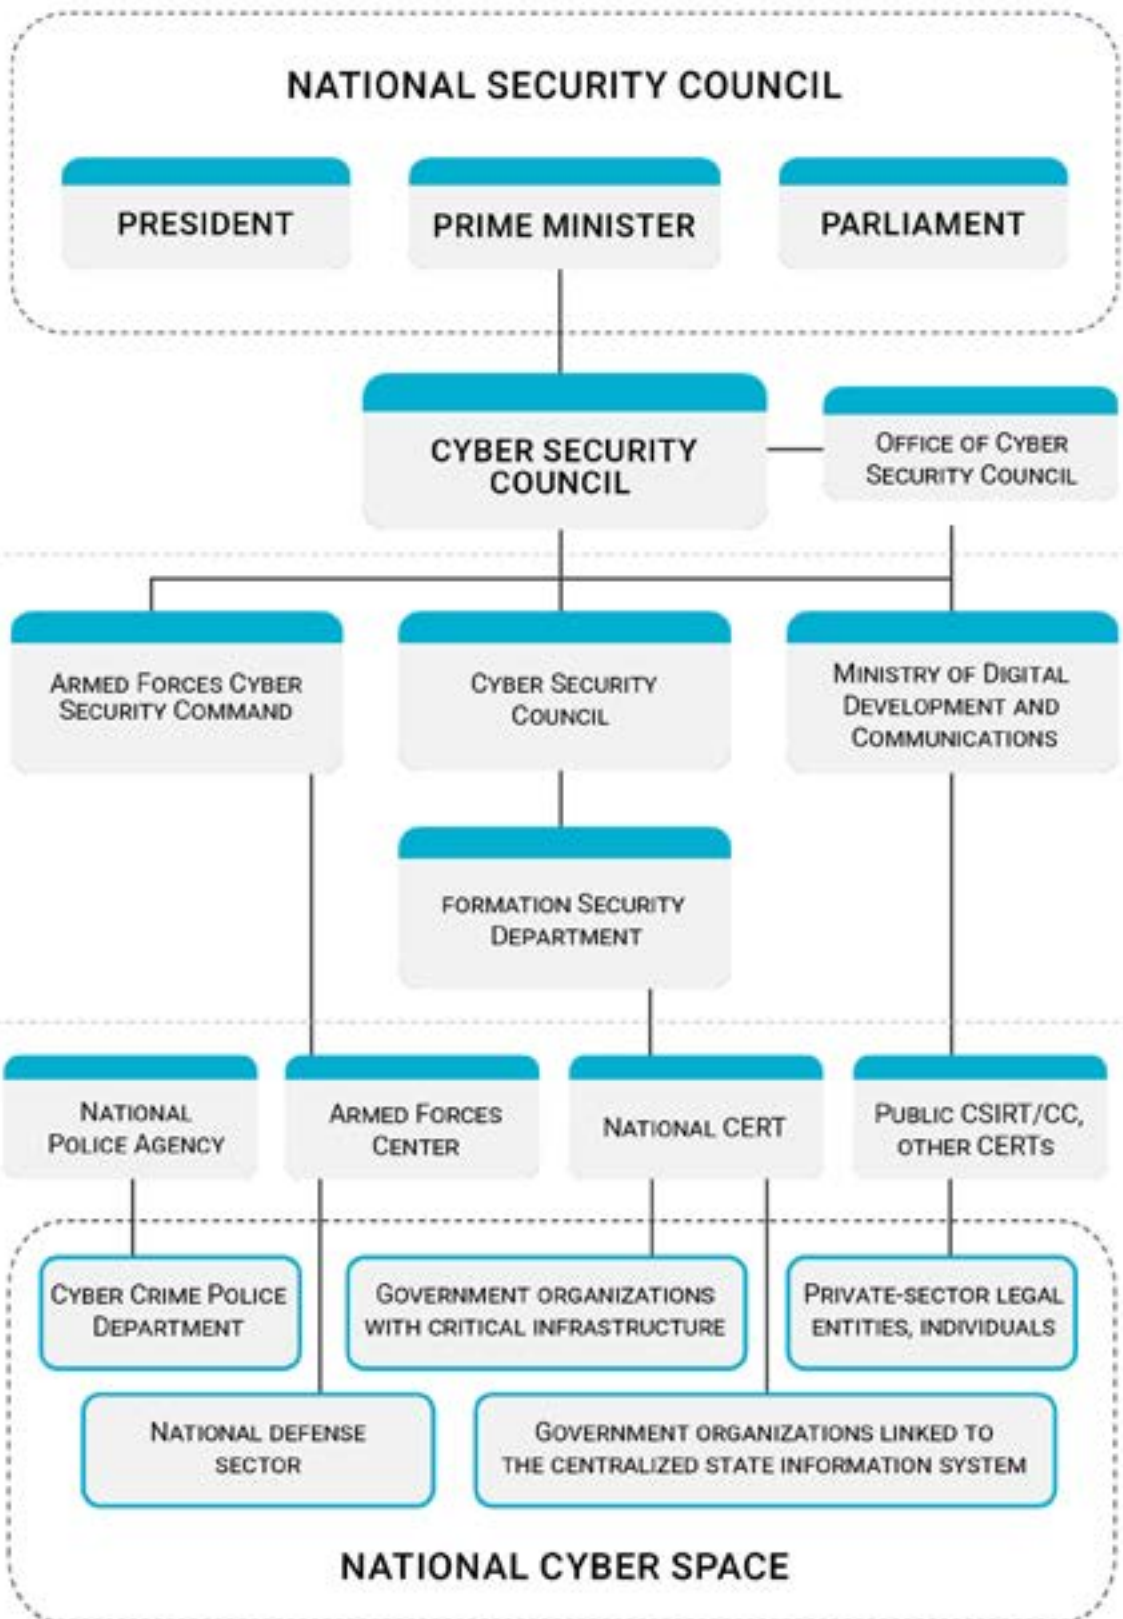 NATIONAL SECURITY COUNCIL
PRESIDENT
PRIME MINISTER
PARLIAMENT
CYBER SECURITY
COUNCIL
OFFICE OF CYBER
SECURITY COUNCIL
ARMED FORCES CYBER
SECURITY COMMAND
CYBER SECURITY
COUNCIL
MINISTRY OF DIGITAL
DEVELOPMENT AND
COMMUNICATIONS
FORMATION SECURITY
DEPARTMENT
NATIONAL
POLICE AGENCY
ARMED FORCES
CENTER
NATIONAL CERT
PUBLIC CSIRT/CC,
OTHER CERTs
CYBER CRIME POLICE
DEPARTMENT
GOVERNMENT ORGANIZATIONS
WITH CRITICAL INFRASTRUCTURE
PRIVATE-SECTOR LEGAL
ENTITIES, INDIVIDUALS
NATIONAL DEFENSE
SECTOR
GOVERNMENT ORGANIZATIONS LINKED TO
THE CENTRALIZED STATE INFORMATION SYSTEM
NATIONAL CYBER SPACE